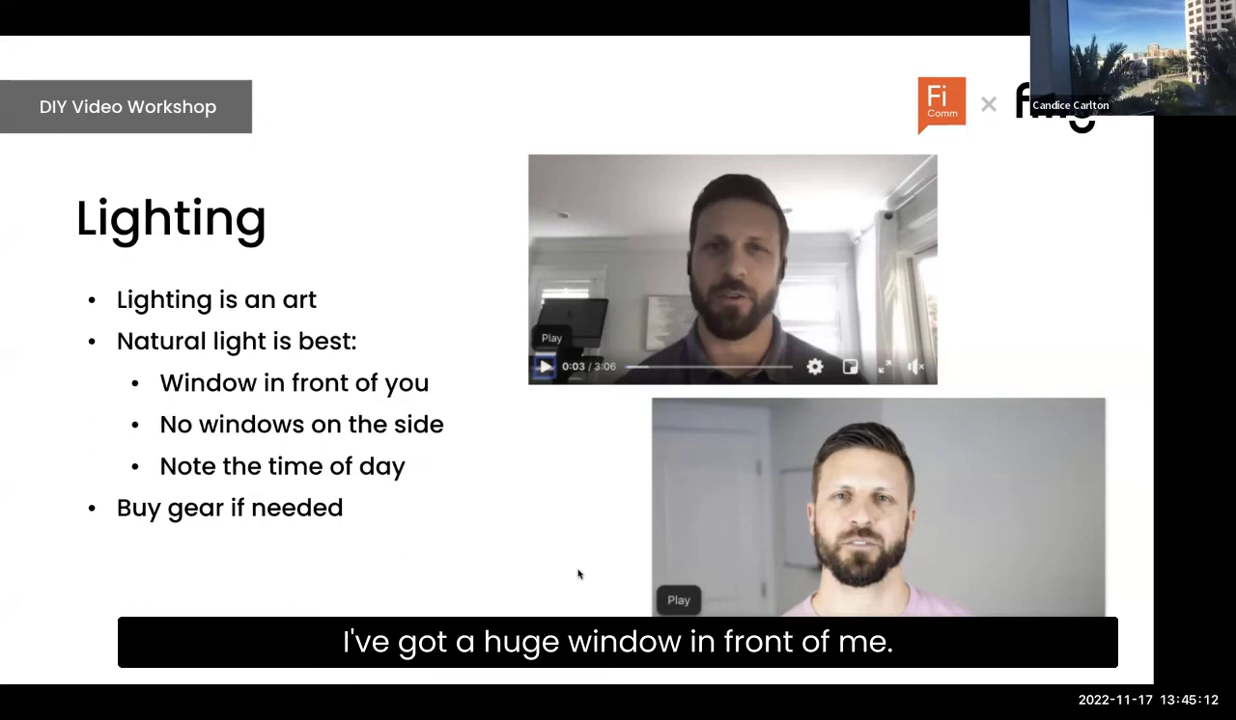 DIY Video Workshop
Fi
Comm
×
Candice Carlton
Lighting
• Lighting is an art
• Natural light is best:
• Window in front of you
• No windows on the side
• Note the time of day
• Buy gear if needed
Play
0:03 / 3:06
Play
I've got a huge window in front of me.
2022-11-17 13:45:12